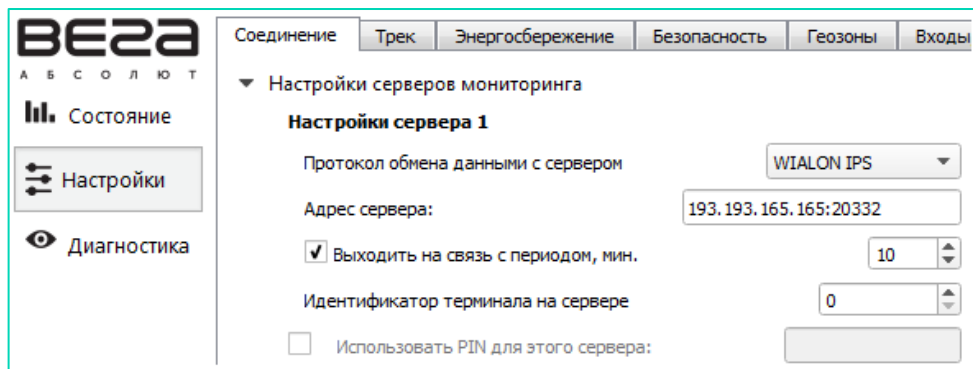 ВЕГА
АБСОЛЮТ
Состояние
Настройки
Диагностика
Соединение Трек Энергосбережение Безопасность Геозоны Входы
Настройки серверов мониторинга
Настройки сервера 1
Протокол обмена данными с сервером WIALON IPS
Адрес сервера: 193.193.165.165:20332
Выходить на связь с периодом, мин. 10
Идентификатор терминала на сервере 0
Использовать PIN для этого сервера: